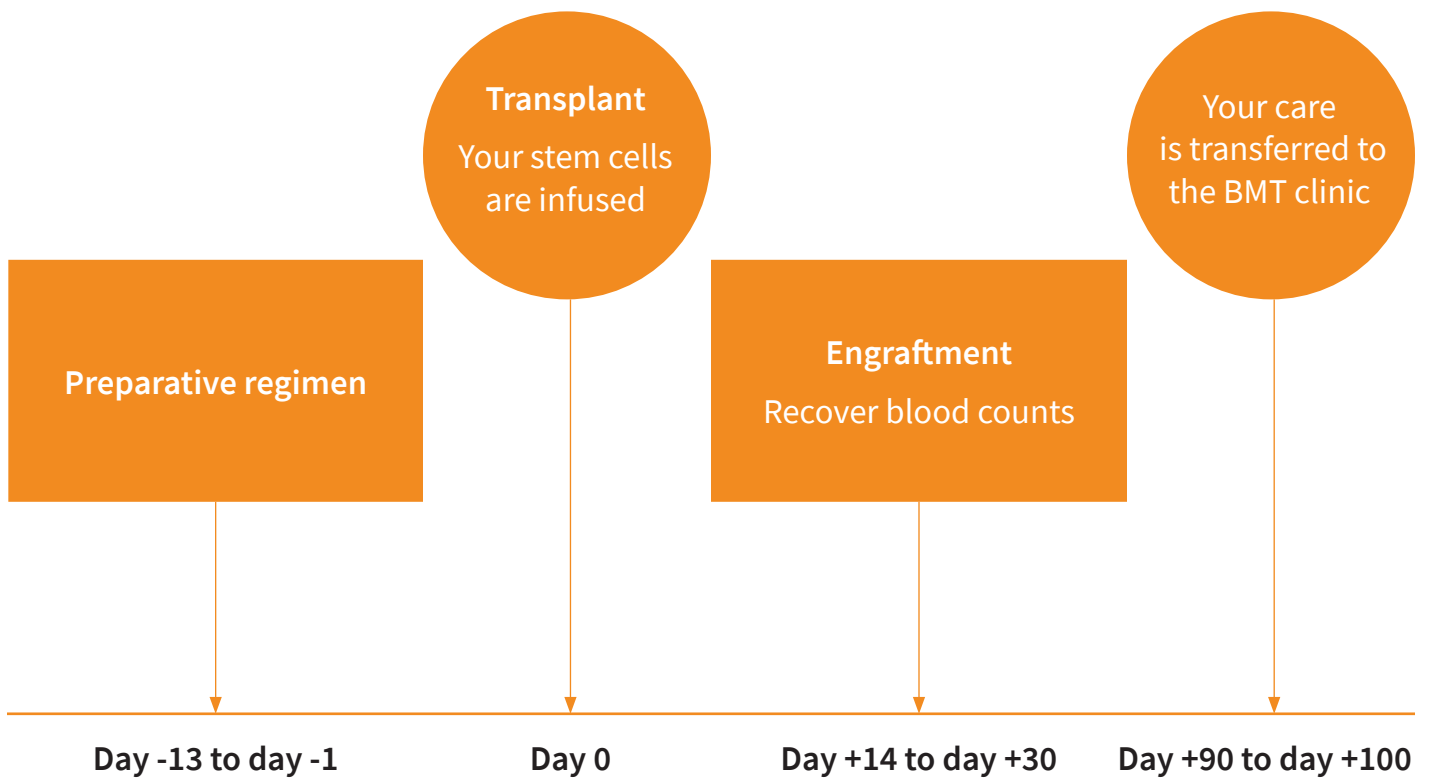 Transplant
Your stem cells
are infused
Your care
is transferred to
the BMT clinic
Preparative regimen
Engraftment
Recover blood counts
Day -13 to day -1
Day 0
Day +14 to day +30
Day +90 to day +100